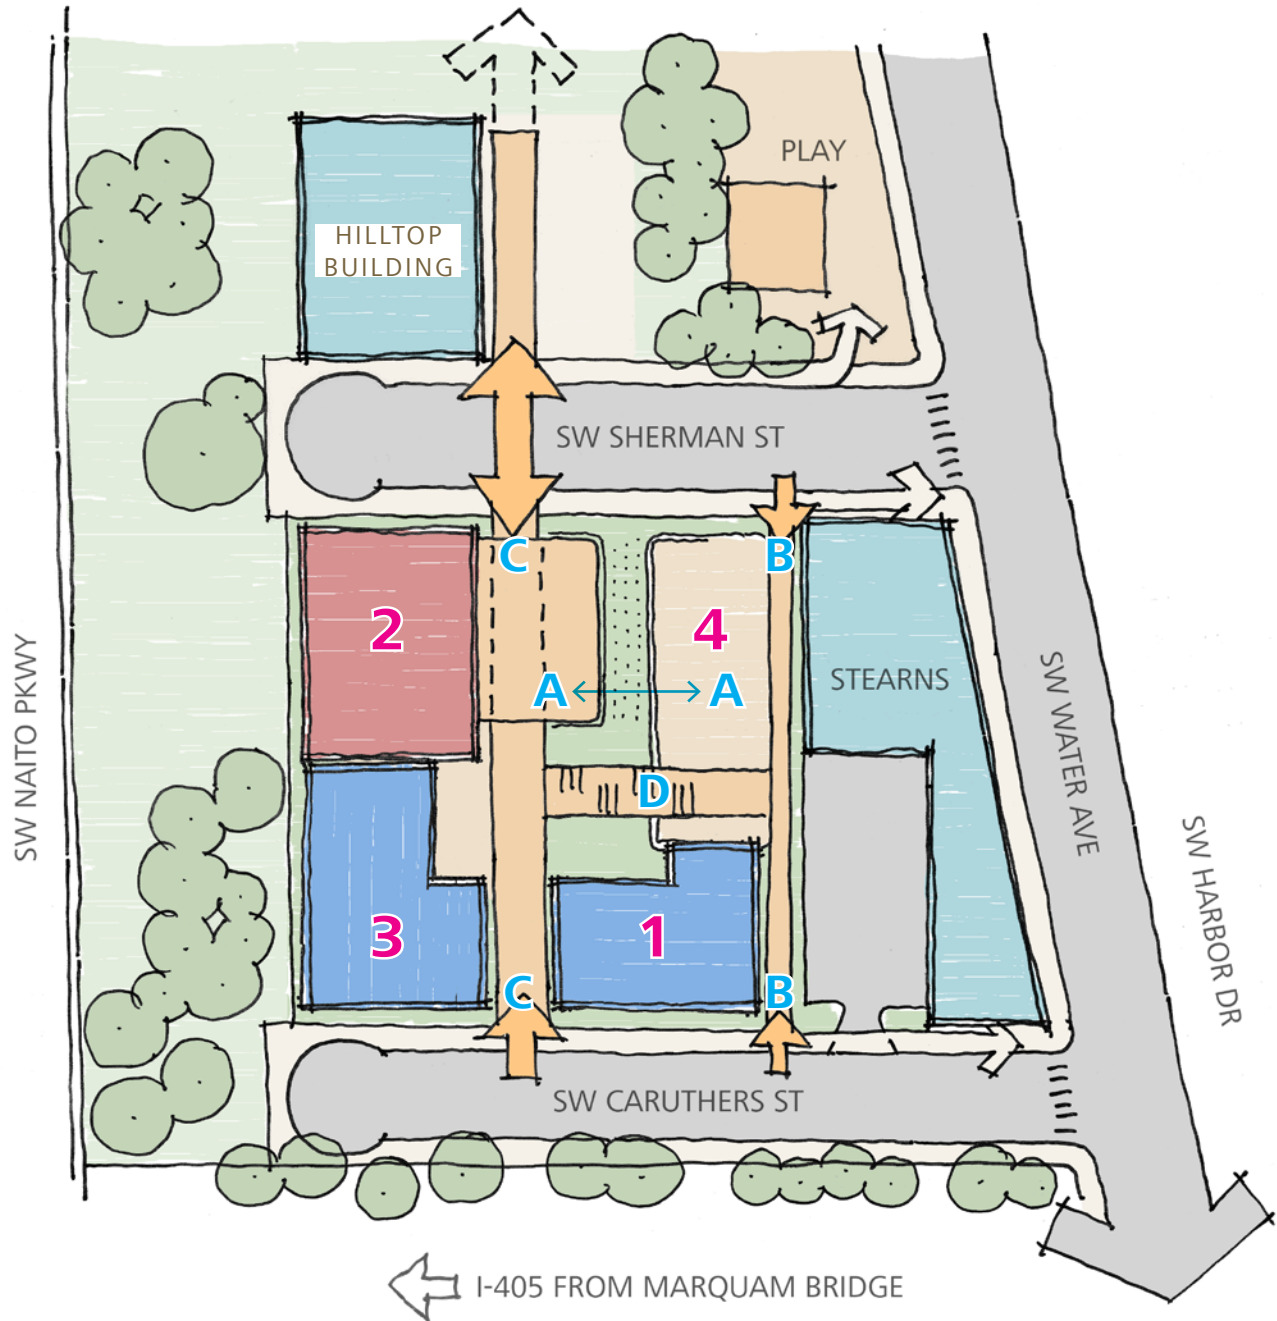 PLAY
HILLTOP
BUILDING
SW SHERMAN ST
C
B
2
4
STEARNS
A
A
SW NAITO PKWY
SW WATER AVE
D
SW HARBOR DR
3
1
C
B
SW CARUTHERS ST
I-405 FROM MARQUAM BRIDGE